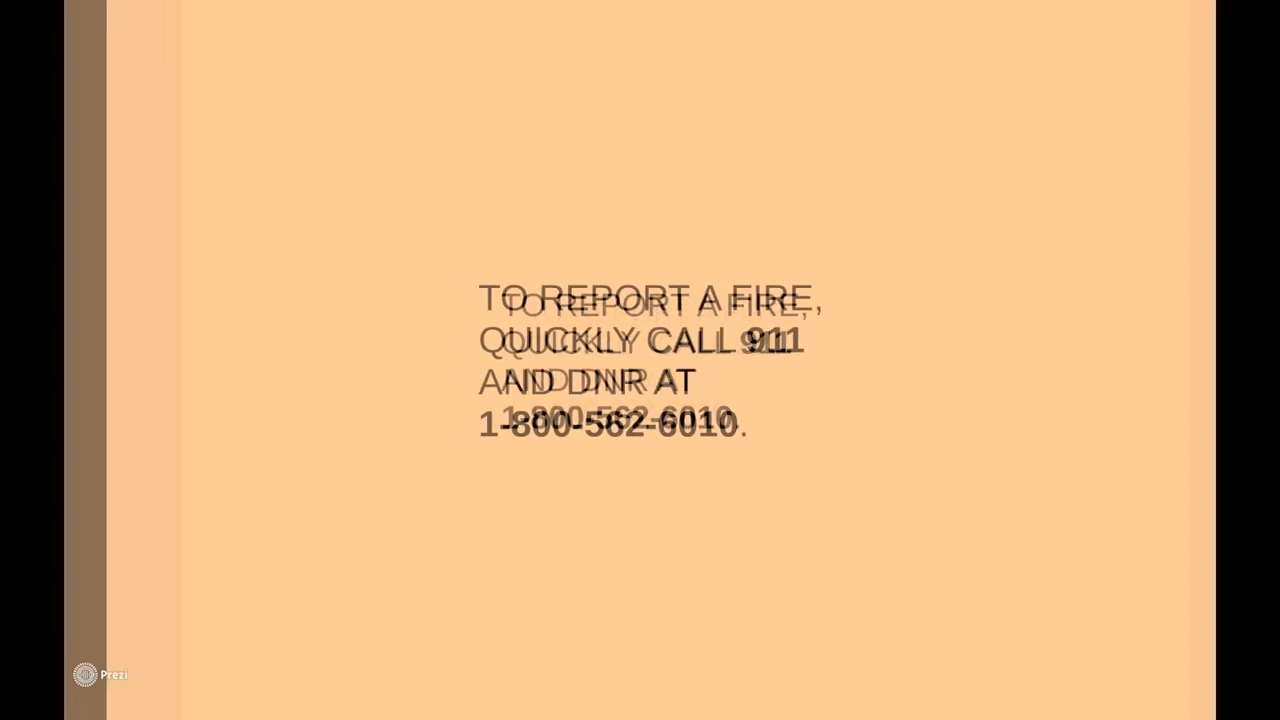 TO REPORT A FIRE,
QUICKLY CALL 911
AND DNR AT
1-800-562-6010.
Prezi